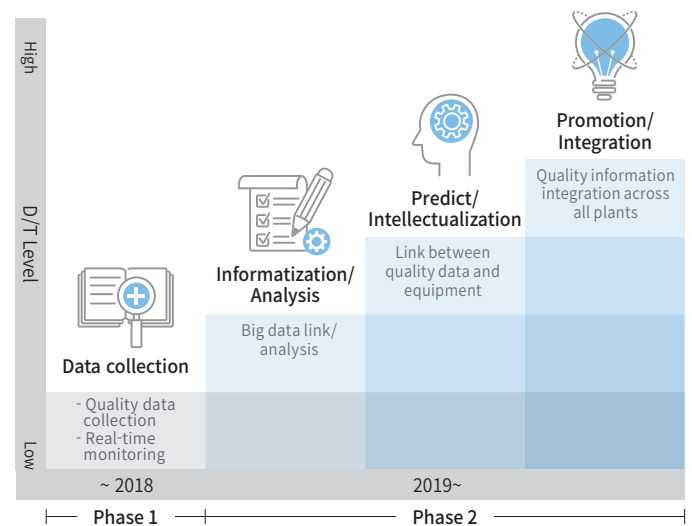 High
D/T Level
Low
Data collection
- Quality data
collection
- Real-time
monitoring
Informatization/
Analysis
Big data link/
analysis
Predict/
Intellectualization
Link between
quality data and
equipment
Promotion/
Integration
Quality information
integration across
all plants
~ 2018
2019~
Phase 1
Phase 2